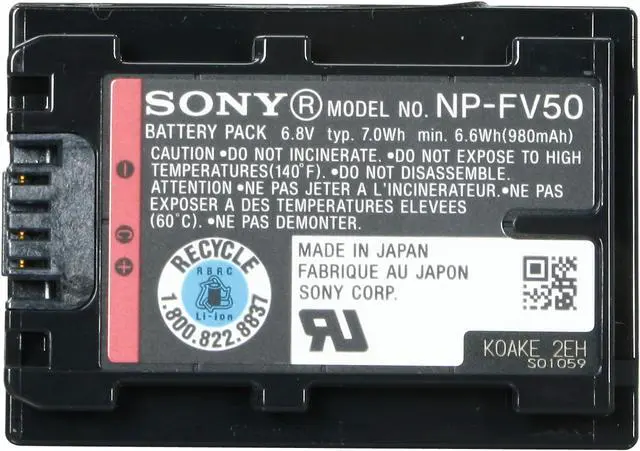 SONY® MODEL NO. NP-FV50
BATTERY PACK 6.8V typ. 7.0Wh min. 6.6Wh(980mAh)
CAUTION •DO NOT INCINERATE. •DO NOT EXPOSE TO HIGH
TEMPERATURES(140°F). •DO NOT DISASSEMBLE.
ATTENTION •NE PAS JETER A L'INCINERATEUR.•NE PAS
EXPOSER A DES TEMPERATURES ELEVEES
(60°C). •NE PAS DEMONTER.
− C +
RECYCLE
RBRC
Li-ion
1.800.822.8837
MADE IN JAPAN
FABRIQUE AU JAPON
SONY CORP.
RU
KOAKE 2EH
S01059